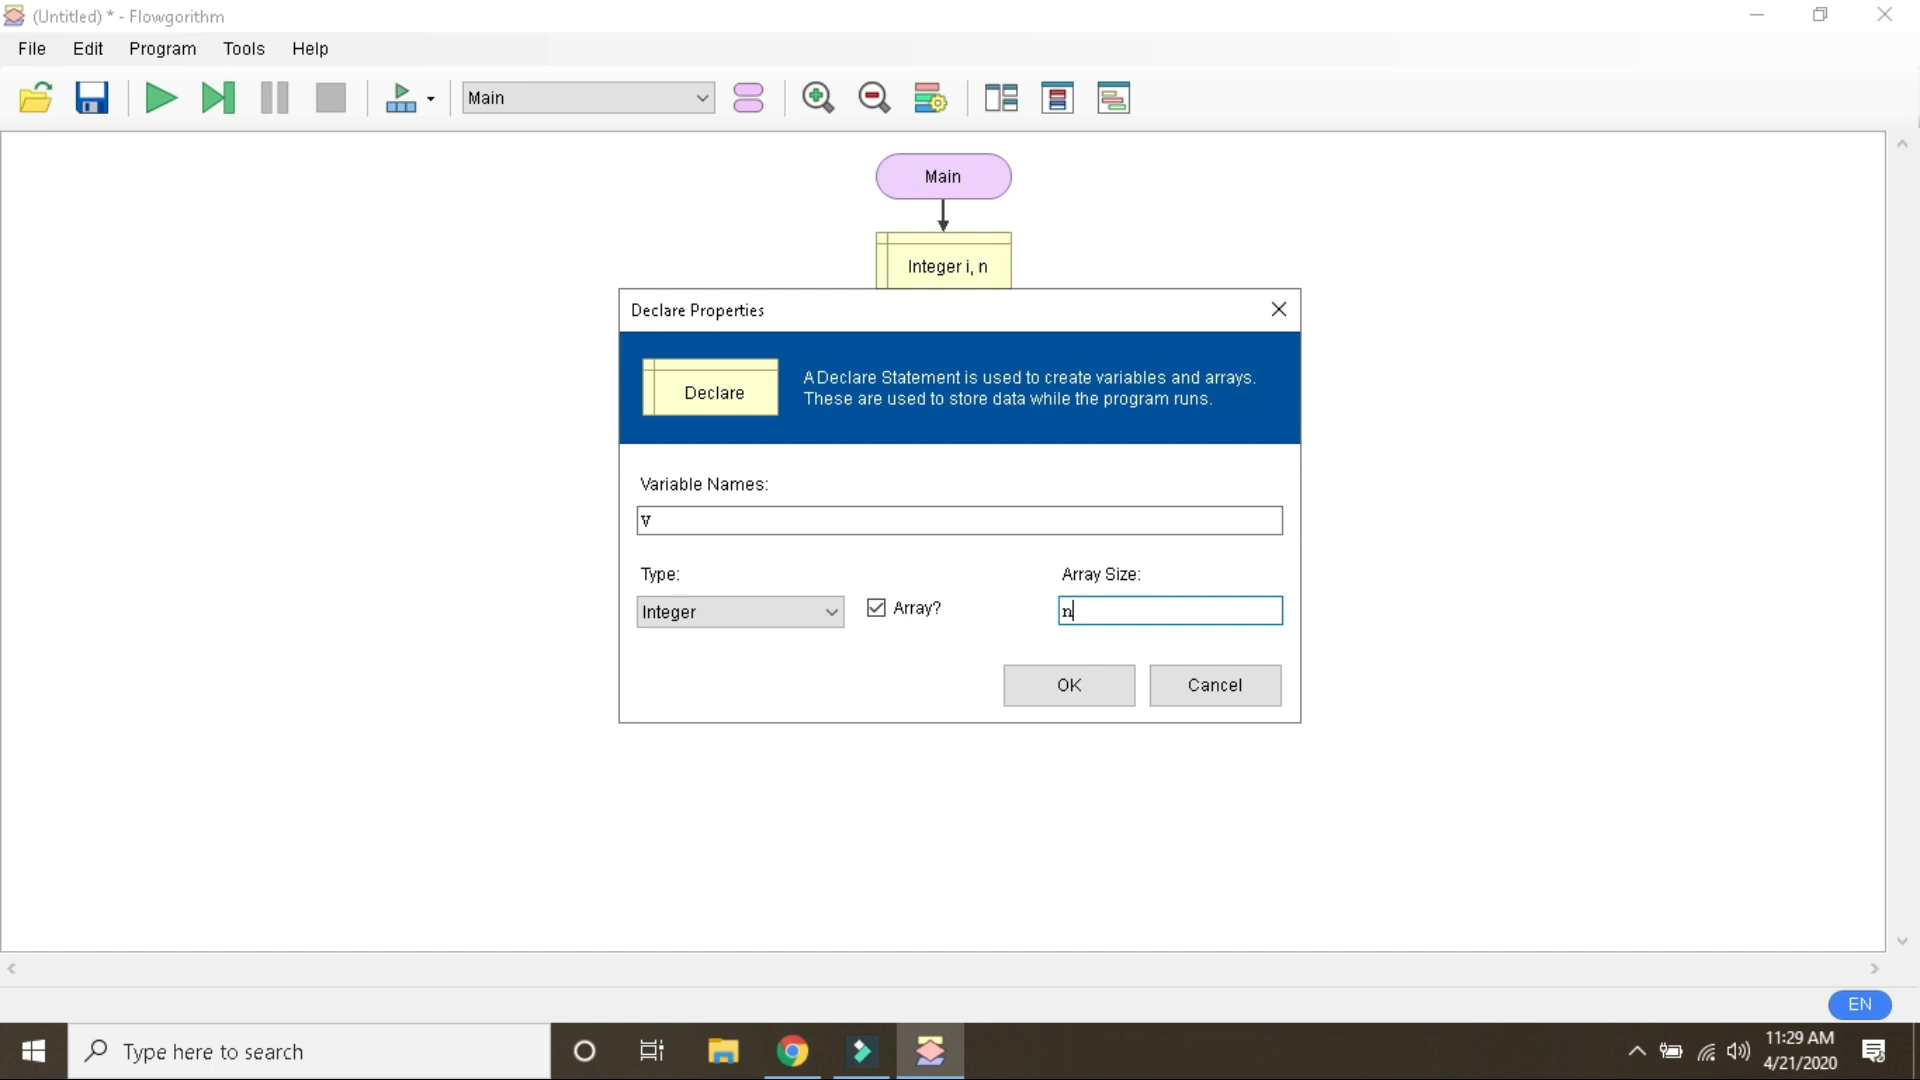 (Untitled) * - Flowgorithm
File Edit Program Tools Help
Main
Main
Integer i, n
Declare Properties
Declare
A Declare Statement is used to create variables and arrays.
These are used to store data while the program runs.
Variable Names:
v
Type:
Array Size:
Integer
Array?
n
OK Cancel
EN
Type here to search
11:29 AM
4/21/2020